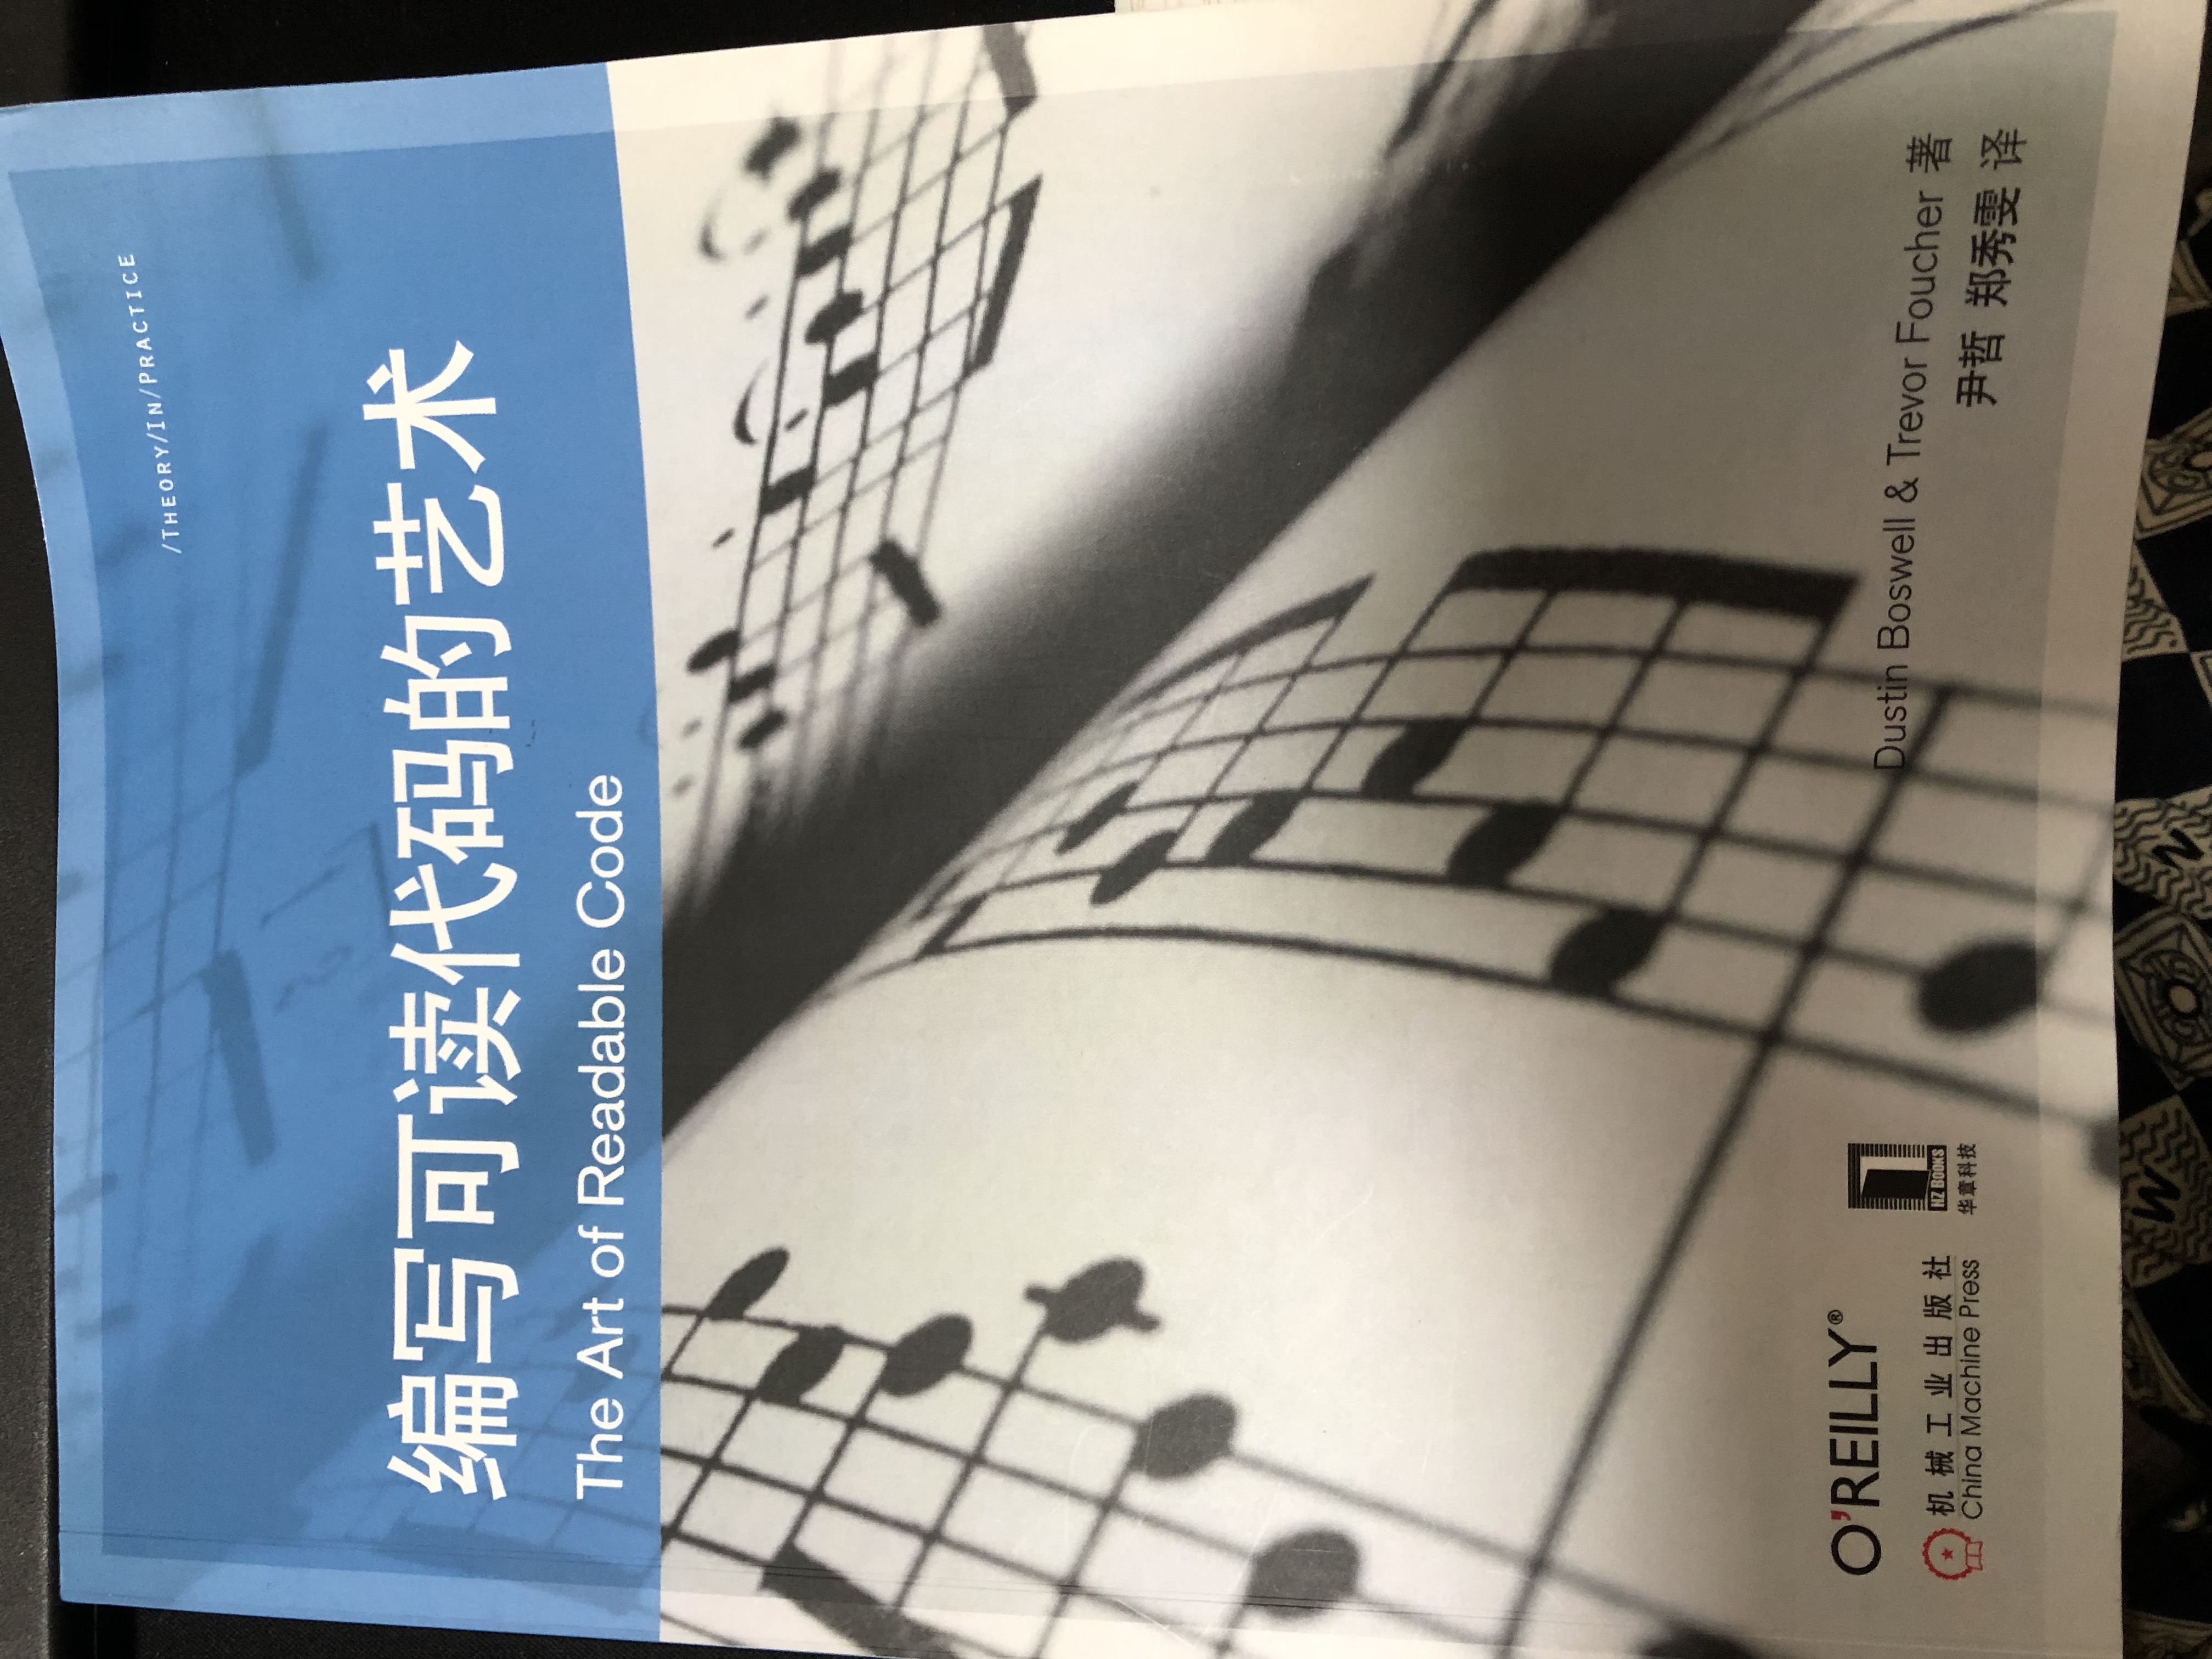 /THEORY/IN/PRACTICE
编写可读代码的艺术
The Art of Readable Code
O'REILLY®
机械工业出版社
China Machine Press
HZ BOOKS
华章科技
Dustin Boswell & Trevor Foucher 著
尹哲 郑秀雯 译
W
N